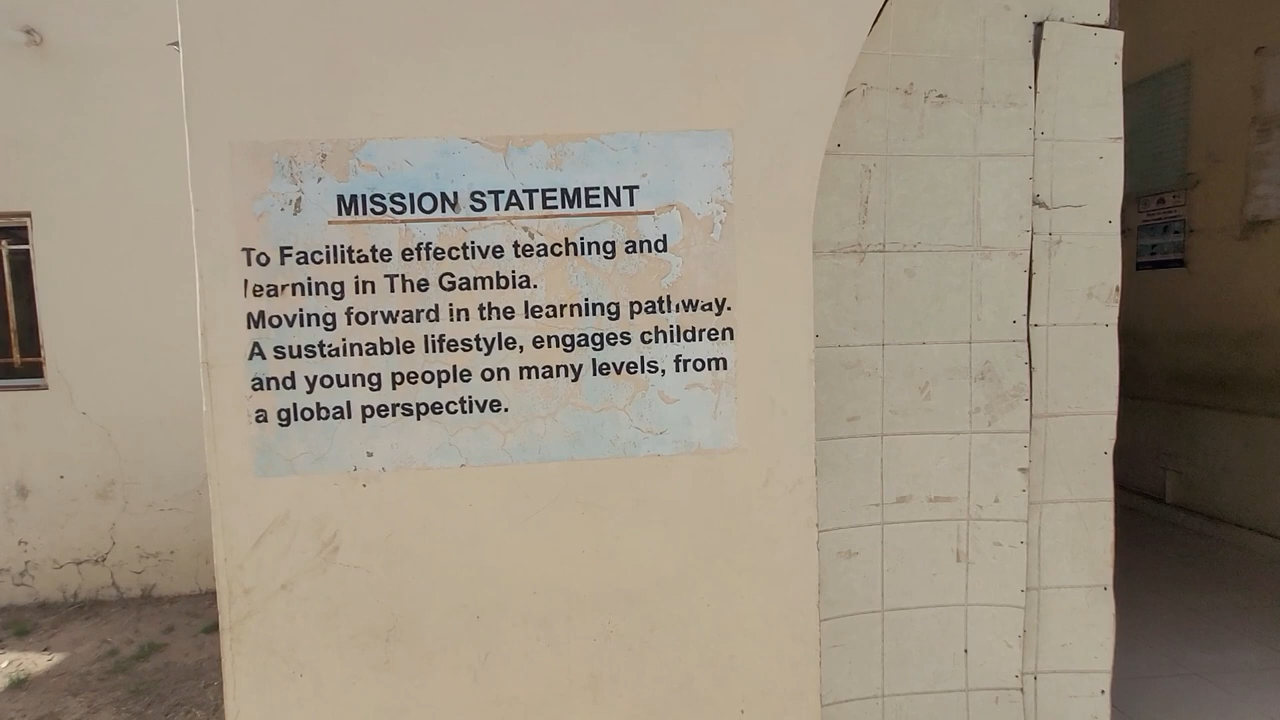 MISSION STATEMENT
To Facilitate effective teaching and
learning in The Gambia.
Moving forward in the learning pathway.
A sustainable lifestyle, engages children
and young people on many levels, from
a global perspective.